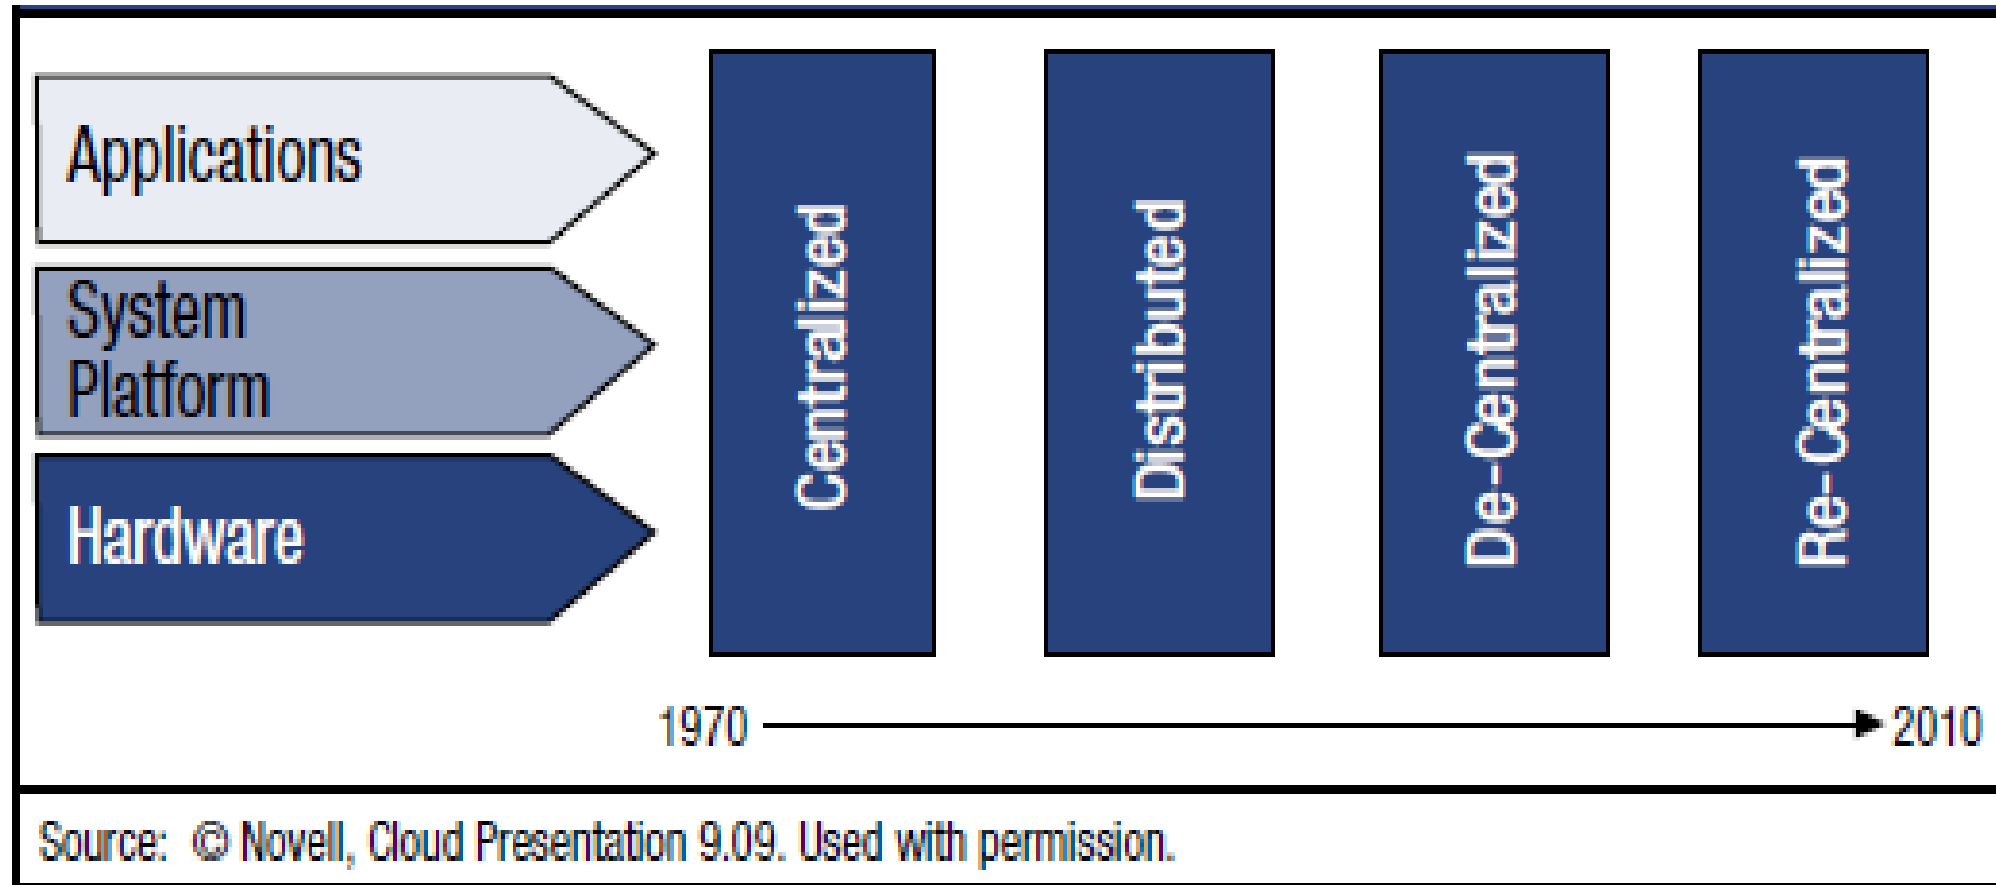 Applications
System
Platform
Hardware
Centralized
Distributed
De-Centralized
Re-Centralized
1970
2010
Source: © Novell, Cloud Presentation 9.09. Used with permission.